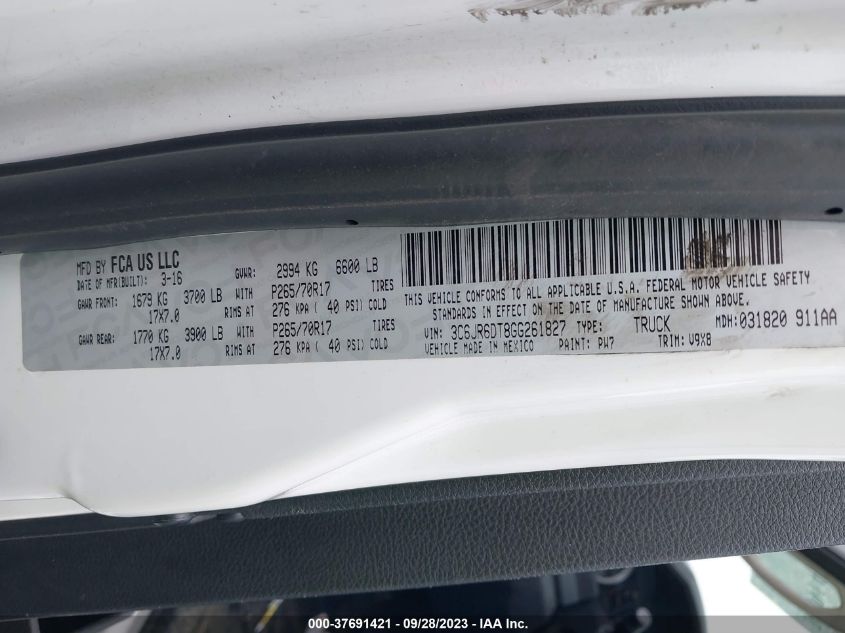 MFD BY FCA US LLC
DATE OF MFR(BUILT): 3-16 GVWR: 2994 KG 6600 LB
GAWR FRONT: 1679 KG 3700 LB WITH P265/70R17 TIRES
17X7.0 RIMS AT 276 KPA ( 40 PSI) COLD
GAWR REAR: 1770 KG 3900 LB WITH P265/70R17 TIRES
17X7.0 RIMS AT 276 KPA ( 40 PSI) COLD
THIS VEHICLE CONFORMS TO ALL APPLICABLE U.S.A. FEDERAL MOTOR VEHICLE SAFETY
STANDARDS IN EFFECT ON THE DATE OF MANUFACTURE SHOWN ABOVE.
VIN: 3C6JR6DT8GG261827 TYPE: TRUCK MDH: 031820 911AA
VEHICLE MADE IN MEXICO PAINT: PW7 TRIM: V9X8
000-37691421 - 09/28/2023 - IAA Inc.